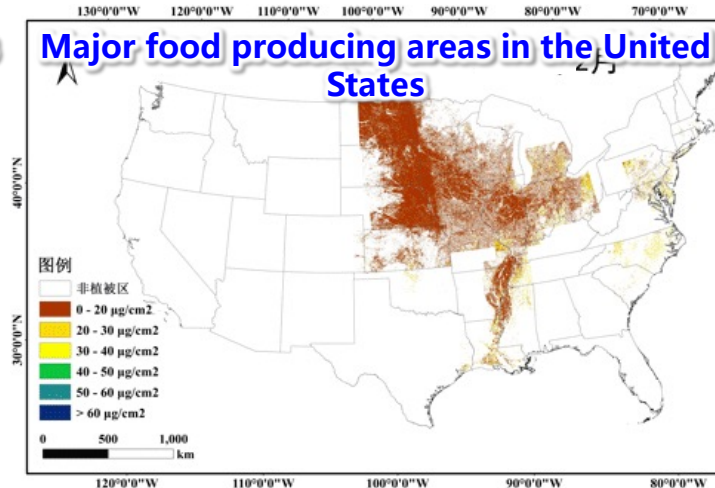 130°0'0"W 120°0'0"W 110°0'0"W 100°0'0"W 90°0'0"W 80°0'0"W 70°0'0"W
Major food producing areas in the United
States
2月
40°0'0"N
30°0'0"N
图例
非植被区
0 - 20 μg/cm2
20 - 30 μg/cm2
30 - 40 μg/cm2
40 - 50 μg/cm2
50 - 60 μg/cm2
> 60 μg/cm2
0 500 1,000
km
120°0'0"W 110°0'0"W 100°0'0"W 90°0'0"W 80°0'0"W